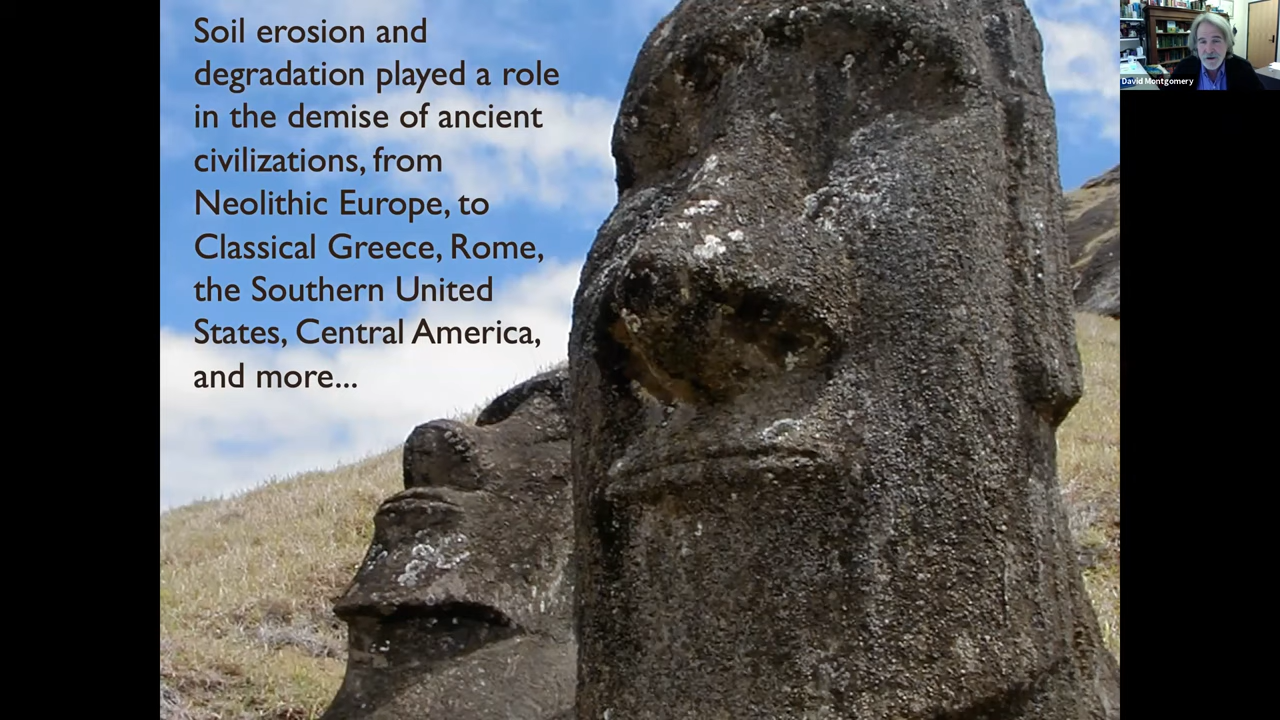 Soil erosion and
degradation played a role
in the demise of ancient
civilizations, from
Neolithic Europe, to
Classical Greece, Rome,
the Southern United
States, Central America,
and more...
David Montgomery